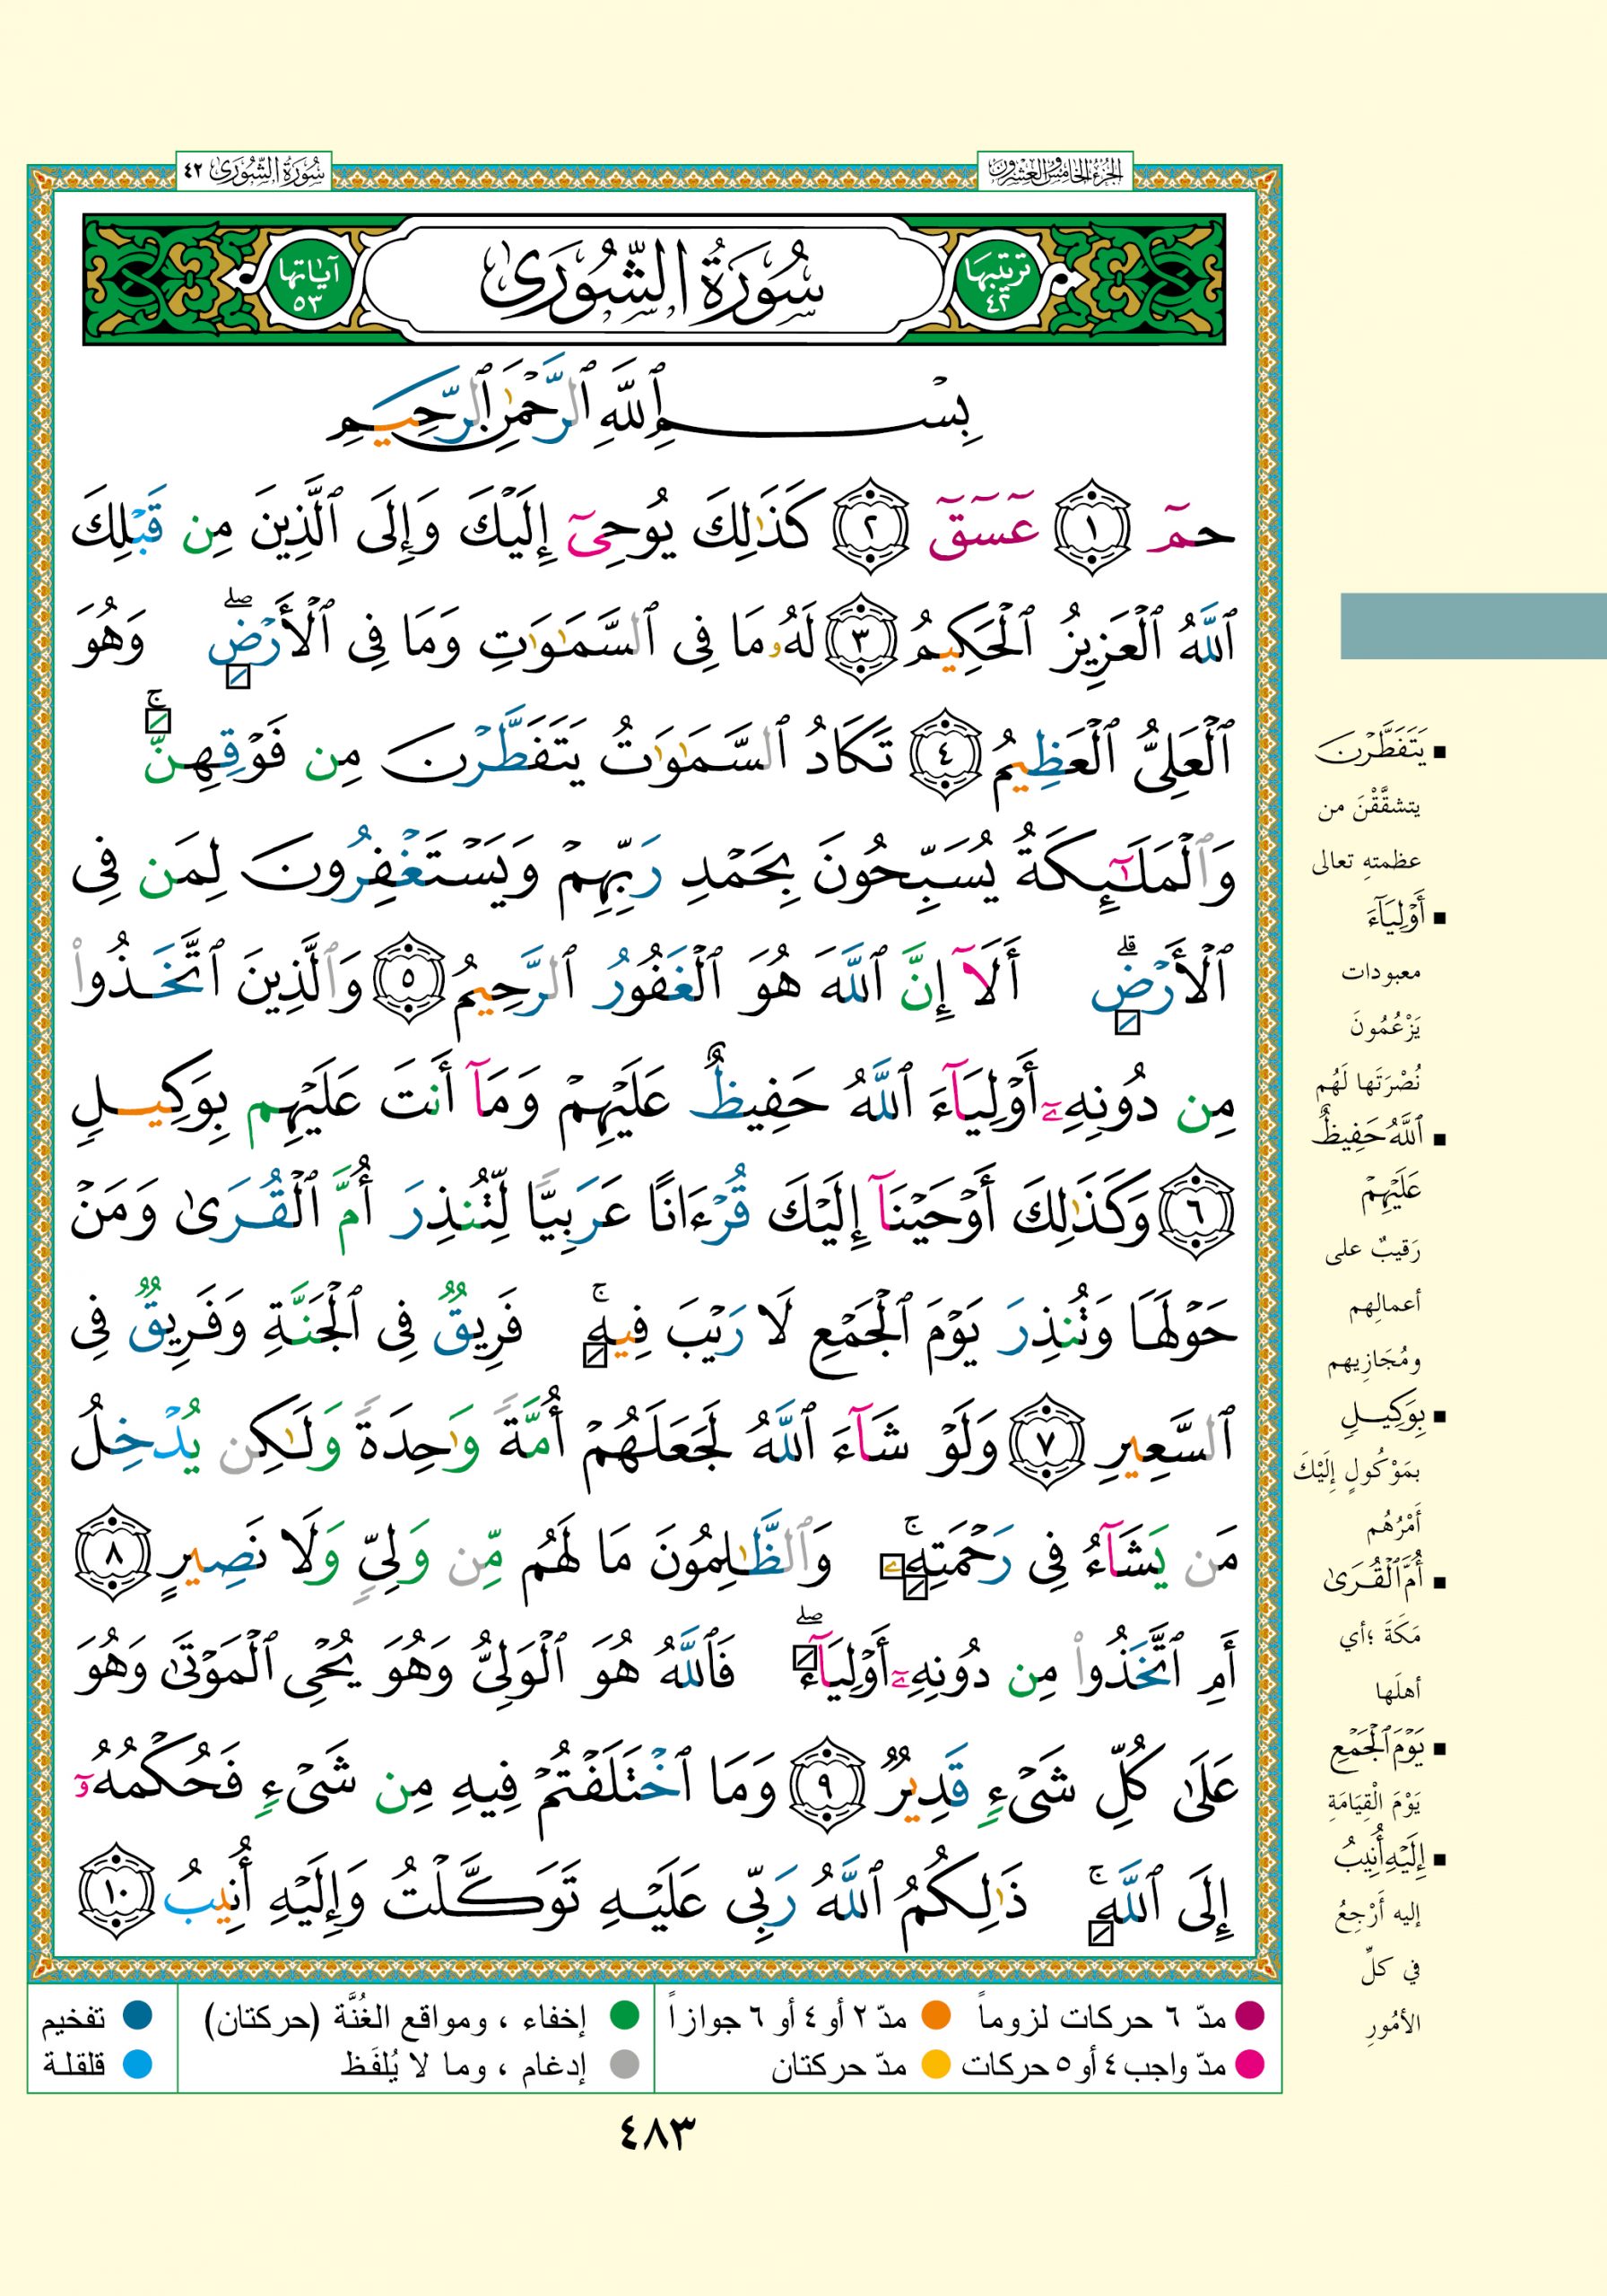 الجزء الخامس والعشرون
سُورَةُ الشُّورَىٰ ٤٢
ترتيبها ٤٢
سُورَةُ الشُّورَىٰ
آياتها ٥٣
بِسْمِ ٱللَّهِ ٱلرَّحْمَٰنِ ٱلرَّحِيمِ
حمٓ ١ عٓسٓقٓ ٢ كَذَٰلِكَ يُوحِىٓ إِلَيْكَ وَإِلَى ٱلَّذِينَ مِن قَبْلِكَ
ٱللَّهُ ٱلْعَزِيزُ ٱلْحَكِيمُ ٣ لَهُۥ مَا فِى ٱلسَّمَٰوَٰتِ وَمَا فِى ٱلْأَرْضِ ۖ وَهُوَ
ٱلْعَلِىُّ ٱلْعَظِيمُ ٤ تَكَادُ ٱلسَّمَٰوَٰتُ يَتَفَطَّرْنَ مِن فَوْقِهِنَّ ۚ
وَٱلْمَلَٰٓئِكَةُ يُسَبِّحُونَ بِحَمْدِ رَبِّهِمْ وَيَسْتَغْفِرُونَ لِمَن فِى
ٱلْأَرْضِ ۗ أَلَآ إِنَّ ٱللَّهَ هُوَ ٱلْغَفُورُ ٱلرَّحِيمُ ٥ وَٱلَّذِينَ ٱتَّخَذُوا۟
مِن دُونِهِۦٓ أَوْلِيَآءَ ٱللَّهُ حَفِيظٌ عَلَيْهِمْ وَمَآ أَنتَ عَلَيْهِم بِوَكِيلٍ
٦ وَكَذَٰلِكَ أَوْحَيْنَآ إِلَيْكَ قُرْءَانًا عَرَبِيًّا لِّتُنذِرَ أُمَّ ٱلْقُرَىٰ وَمَنْ
حَوْلَهَا وَتُنذِرَ يَوْمَ ٱلْجَمْعِ لَا رَيْبَ فِيهِ ۚ فَرِيقٌ فِى ٱلْجَنَّةِ وَفَرِيقٌ فِى
ٱلسَّعِيرِ ٧ وَلَوْ شَآءَ ٱللَّهُ لَجَعَلَهُمْ أُمَّةً وَٰحِدَةً وَلَٰكِن يُدْخِلُ
مَن يَشَآءُ فِى رَحْمَتِهِۦ ۚ وَٱلظَّٰلِمُونَ مَا لَهُم مِّن وَلِىٍّ وَلَا نَصِيرٍ ٨
أَمِ ٱتَّخَذُوا۟ مِن دُونِهِۦٓ أَوْلِيَآءَ ۖ فَٱللَّهُ هُوَ ٱلْوَلِىُّ وَهُوَ يُحْىِ ٱلْمَوْتَىٰ وَهُوَ
عَلَىٰ كُلِّ شَىْءٍ قَدِيرٌ ٩ وَمَا ٱخْتَلَفْتُمْ فِيهِ مِن شَىْءٍ فَحُكْمُهُۥٓ
إِلَى ٱللَّهِ ۚ ذَٰلِكُمُ ٱللَّهُ رَبِّى عَلَيْهِ تَوَكَّلْتُ وَإِلَيْهِ أُنِيبُ ١٠
▪ يَتَفَطَّرْنَ
يتشقَّقْنَ من
عظمتهِ تعالى
▪ أَوْلِيَآءَ
معبودات
يَزْعُمُونَ
نُصْرَتَها لَهُم
▪ ٱللَّهُ حَفِيظٌ
عَلَيْهِمْ
رَقيبٌ على
أعمالِهم
ومُجَازِيهم
▪ بِوَكِيلٍ
بمَوْكُولٍ إِلَيْكَ
أَمْرُهُم
▪ أُمَّ ٱلْقُرَىٰ
مَكَةَ ؛أي
أهلَها
▪ يَوْمَ ٱلْجَمْعِ
يَوْمَ الْقِيَامَةِ
▪ إِلَيْهِ أُنِيبُ
إليه أَرْجِعُ
في كلِّ
الأمُورِ
مدّ ٦ حركات لزوماً
مدّ ٢ أو ٤ أو ٦ جوازاً
إخفاء ، ومواقع الغُنَّة (حركتان)
تفخيم
مدّ واجب ٤ أو ٥ حركات
مدّ حركتان
إدغام ، وما لا يُلفَظ
قلقلة
٤٨٣